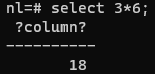 nl=# select 3*6;
 ?column?
----------
       18